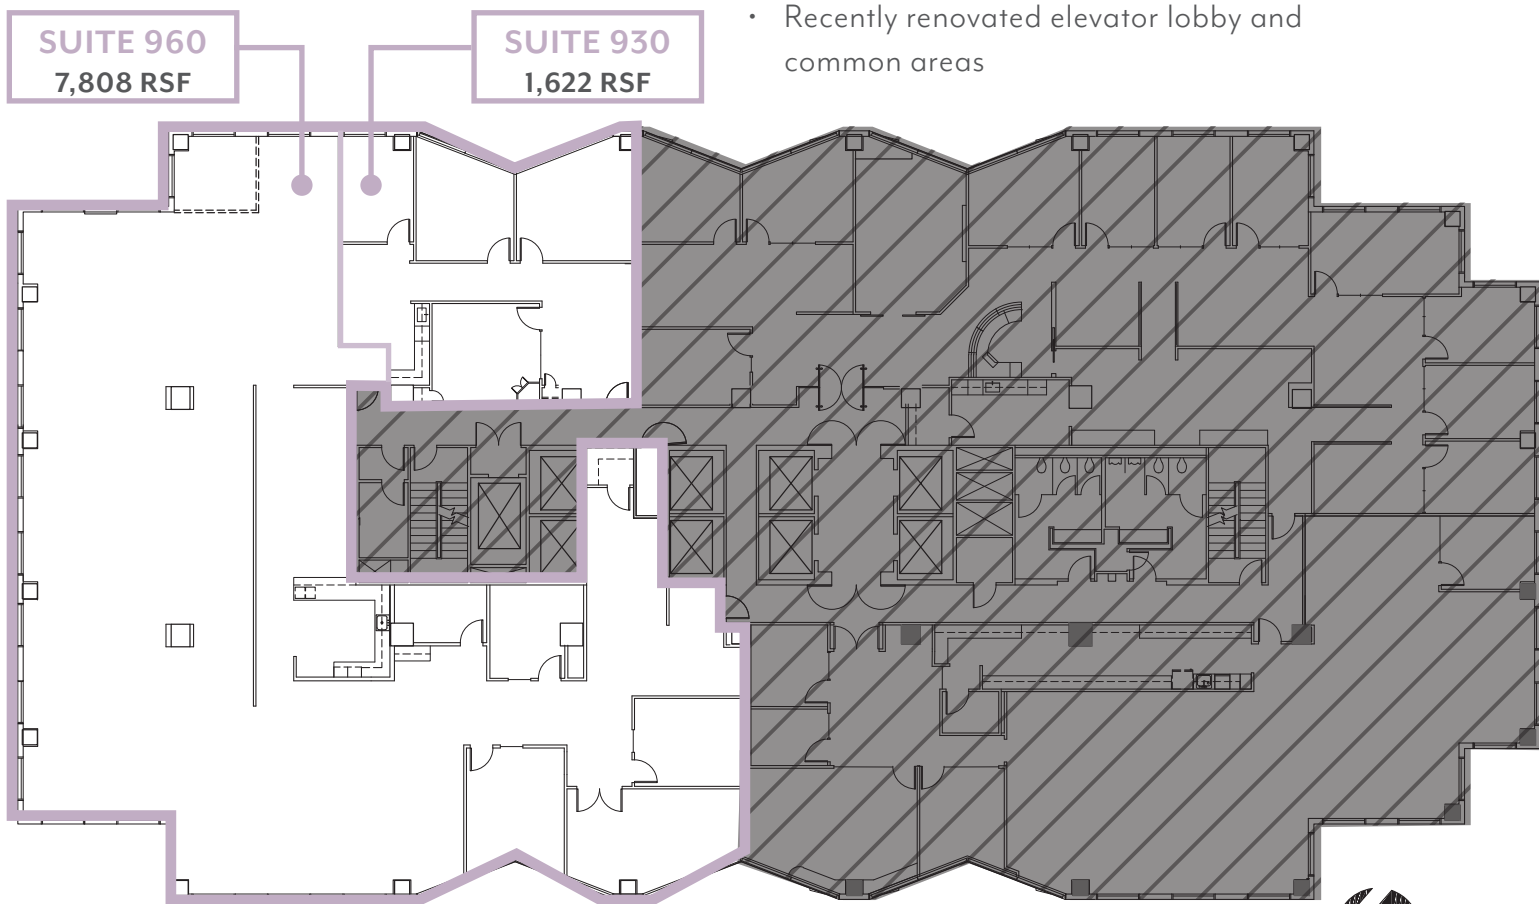 SUITE 960
7,808 RSF
SUITE 930
1,622 RSF
• Recently renovated elevator lobby and
common areas